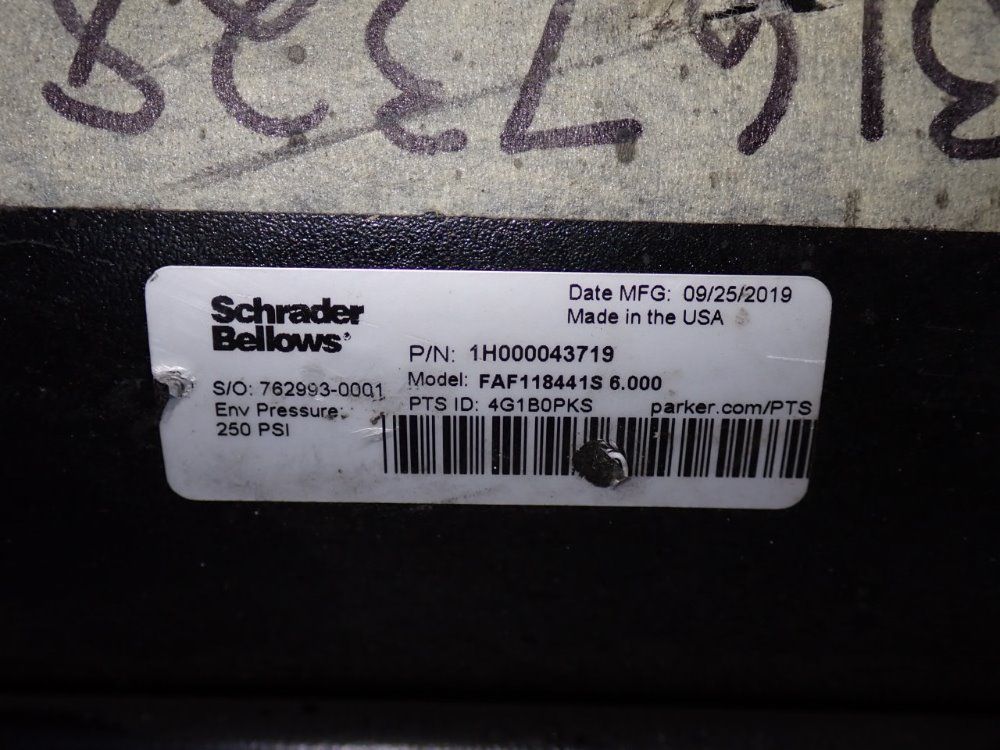 Schrader
Bellows
Date MFG: 09/25/2019
Made in the USA
P/N: 1H000043719
Model: FAF118441S 6.000
PTS ID: 4G1B0PKS
parker.com/PTS
S/O: 762993-0001
Env Pressure:
250 PSI